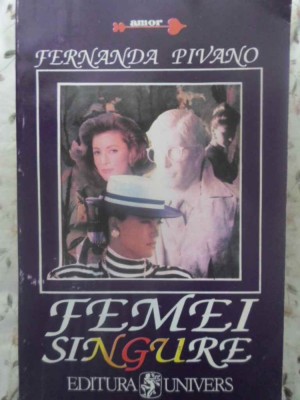 amor
FERNANDA PIVANO
FEMEI
SINGURE
EDITURA UNIVERS